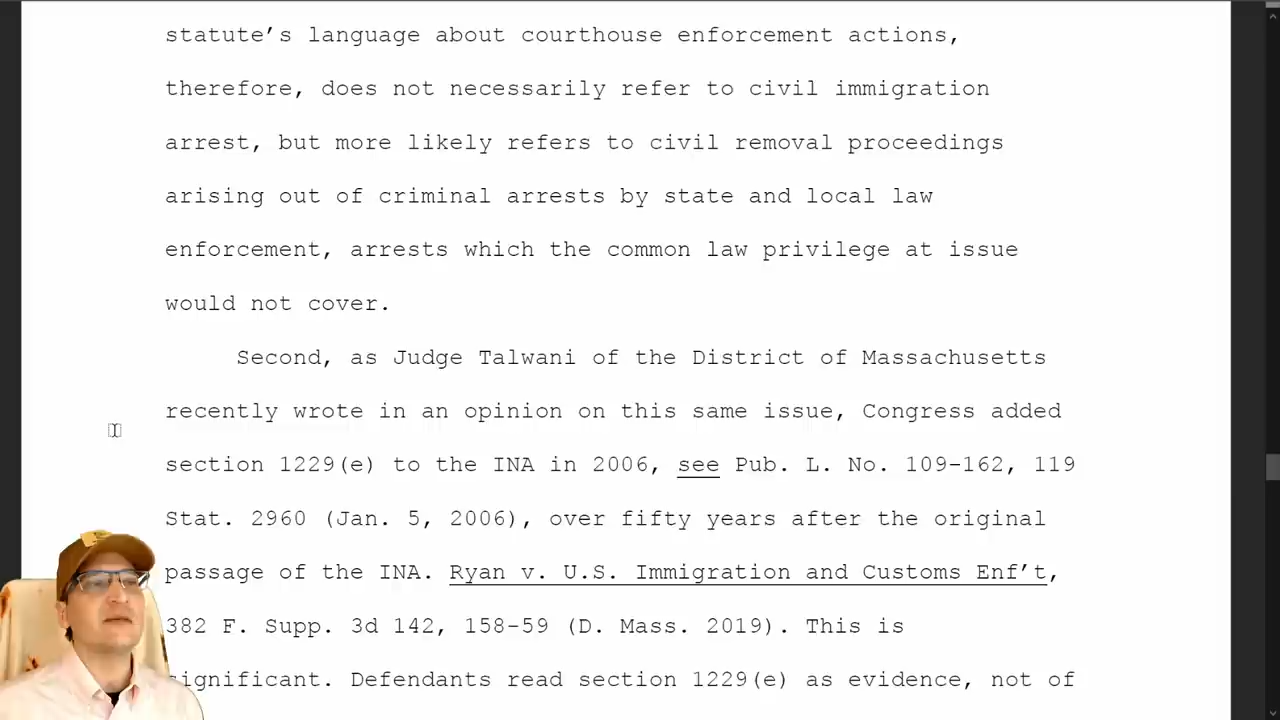 statute’s language about courthouse enforcement actions,
therefore, does not necessarily refer to civil immigration
arrest, but more likely refers to civil removal proceedings
arising out of criminal arrests by state and local law
enforcement, arrests which the common law privilege at issue
would not cover.
Second, as Judge Talwani of the District of Massachusetts
recently wrote in an opinion on this same issue, Congress added
section 1229(e) to the INA in 2006, see Pub. L. No. 109-162, 119
Stat. 2960 (Jan. 5, 2006), over fifty years after the original
passage of the INA. Ryan v. U.S. Immigration and Customs Enf’t,
382 F. Supp. 3d 142, 158-59 (D. Mass. 2019). This is
significant. Defendants read section 1229(e) as evidence, not of